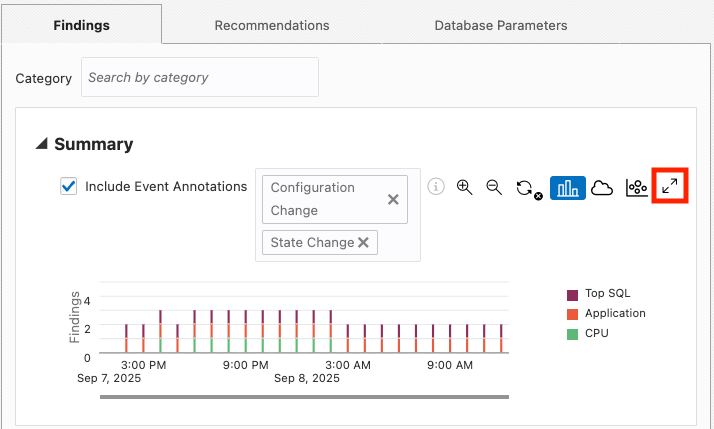 Findings Recommendations Database Parameters
Category Search by category
Summary
Include Event Annotations
Configuration
Change
State Change
Findings
4
2
0
3:00 PM 9:00 PM 3:00 AM 9:00 AM
Sep 7, 2025 Sep 8, 2025
Top SQL
Application
CPU